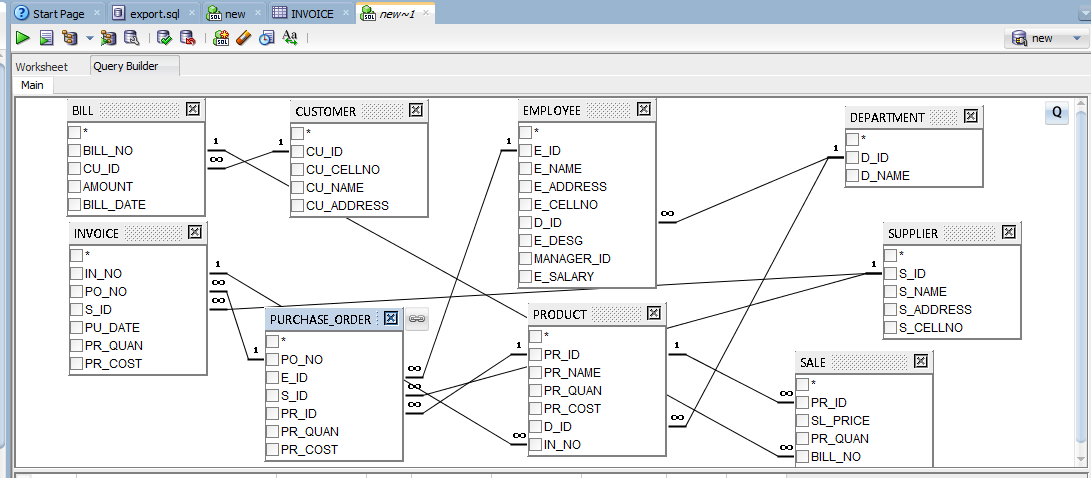 Start Page
export.sql
new
INVOICE
new~1
new
Worksheet
Query Builder
Main
Q
BILL
*
BILL_NO
CU_ID
AMOUNT
BILL_DATE
1
∞
CUSTOMER
*
CU_ID
CU_CELLNO
CU_NAME
CU_ADDRESS
1
EMPLOYEE
*
E_ID
E_NAME
E_ADDRESS
E_CELLNO
D_ID
E_DESG
MANAGER_ID
E_SALARY
1
∞
DEPARTMENT
*
D_ID
D_NAME
1
INVOICE
*
IN_NO
PO_NO
S_ID
PU_DATE
PR_QUAN
PR_COST
1
∞
∞
SUPPLIER
*
S_ID
S_NAME
S_ADDRESS
S_CELLNO
1
PURCHASE_ORDER
*
PO_NO
E_ID
S_ID
PR_ID
PR_QUAN
PR_COST
1
∞
∞
∞
PRODUCT
*
PR_ID
PR_NAME
PR_QUAN
PR_COST
D_ID
IN_NO
1
1
∞
∞
SALE
*
PR_ID
SL_PRICE
PR_QUAN
BILL_NO
∞
∞